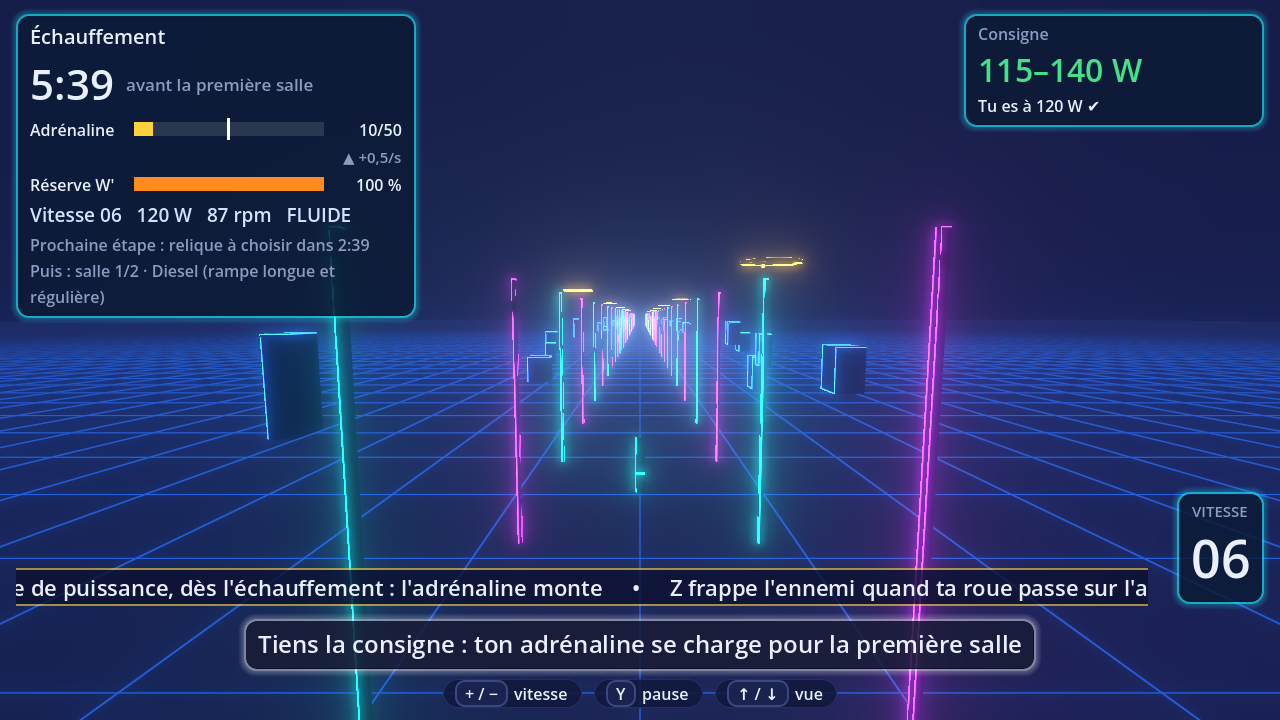 Échauffement
5:39 avant la première salle
Adrénaline 10/50
▲ +0,5/s
Réserve W' 100 %
Vitesse 06 120 W 87 rpm FLUIDE
Prochaine étape : relique à choisir dans 2:39
Puis : salle 1/2 · Diesel (rampe longue et
régulière)
Consigne
115–140 W
Tu es à 120 W ✔
VITESSE
06
e de puissance, dès l'échauffement : l'adrénaline monte • Z frappe l'ennemi quand ta roue passe sur l'a
Tiens la consigne : ton adrénaline se charge pour la première salle
+ / − vitesse Y pause ↑ / ↓ vue